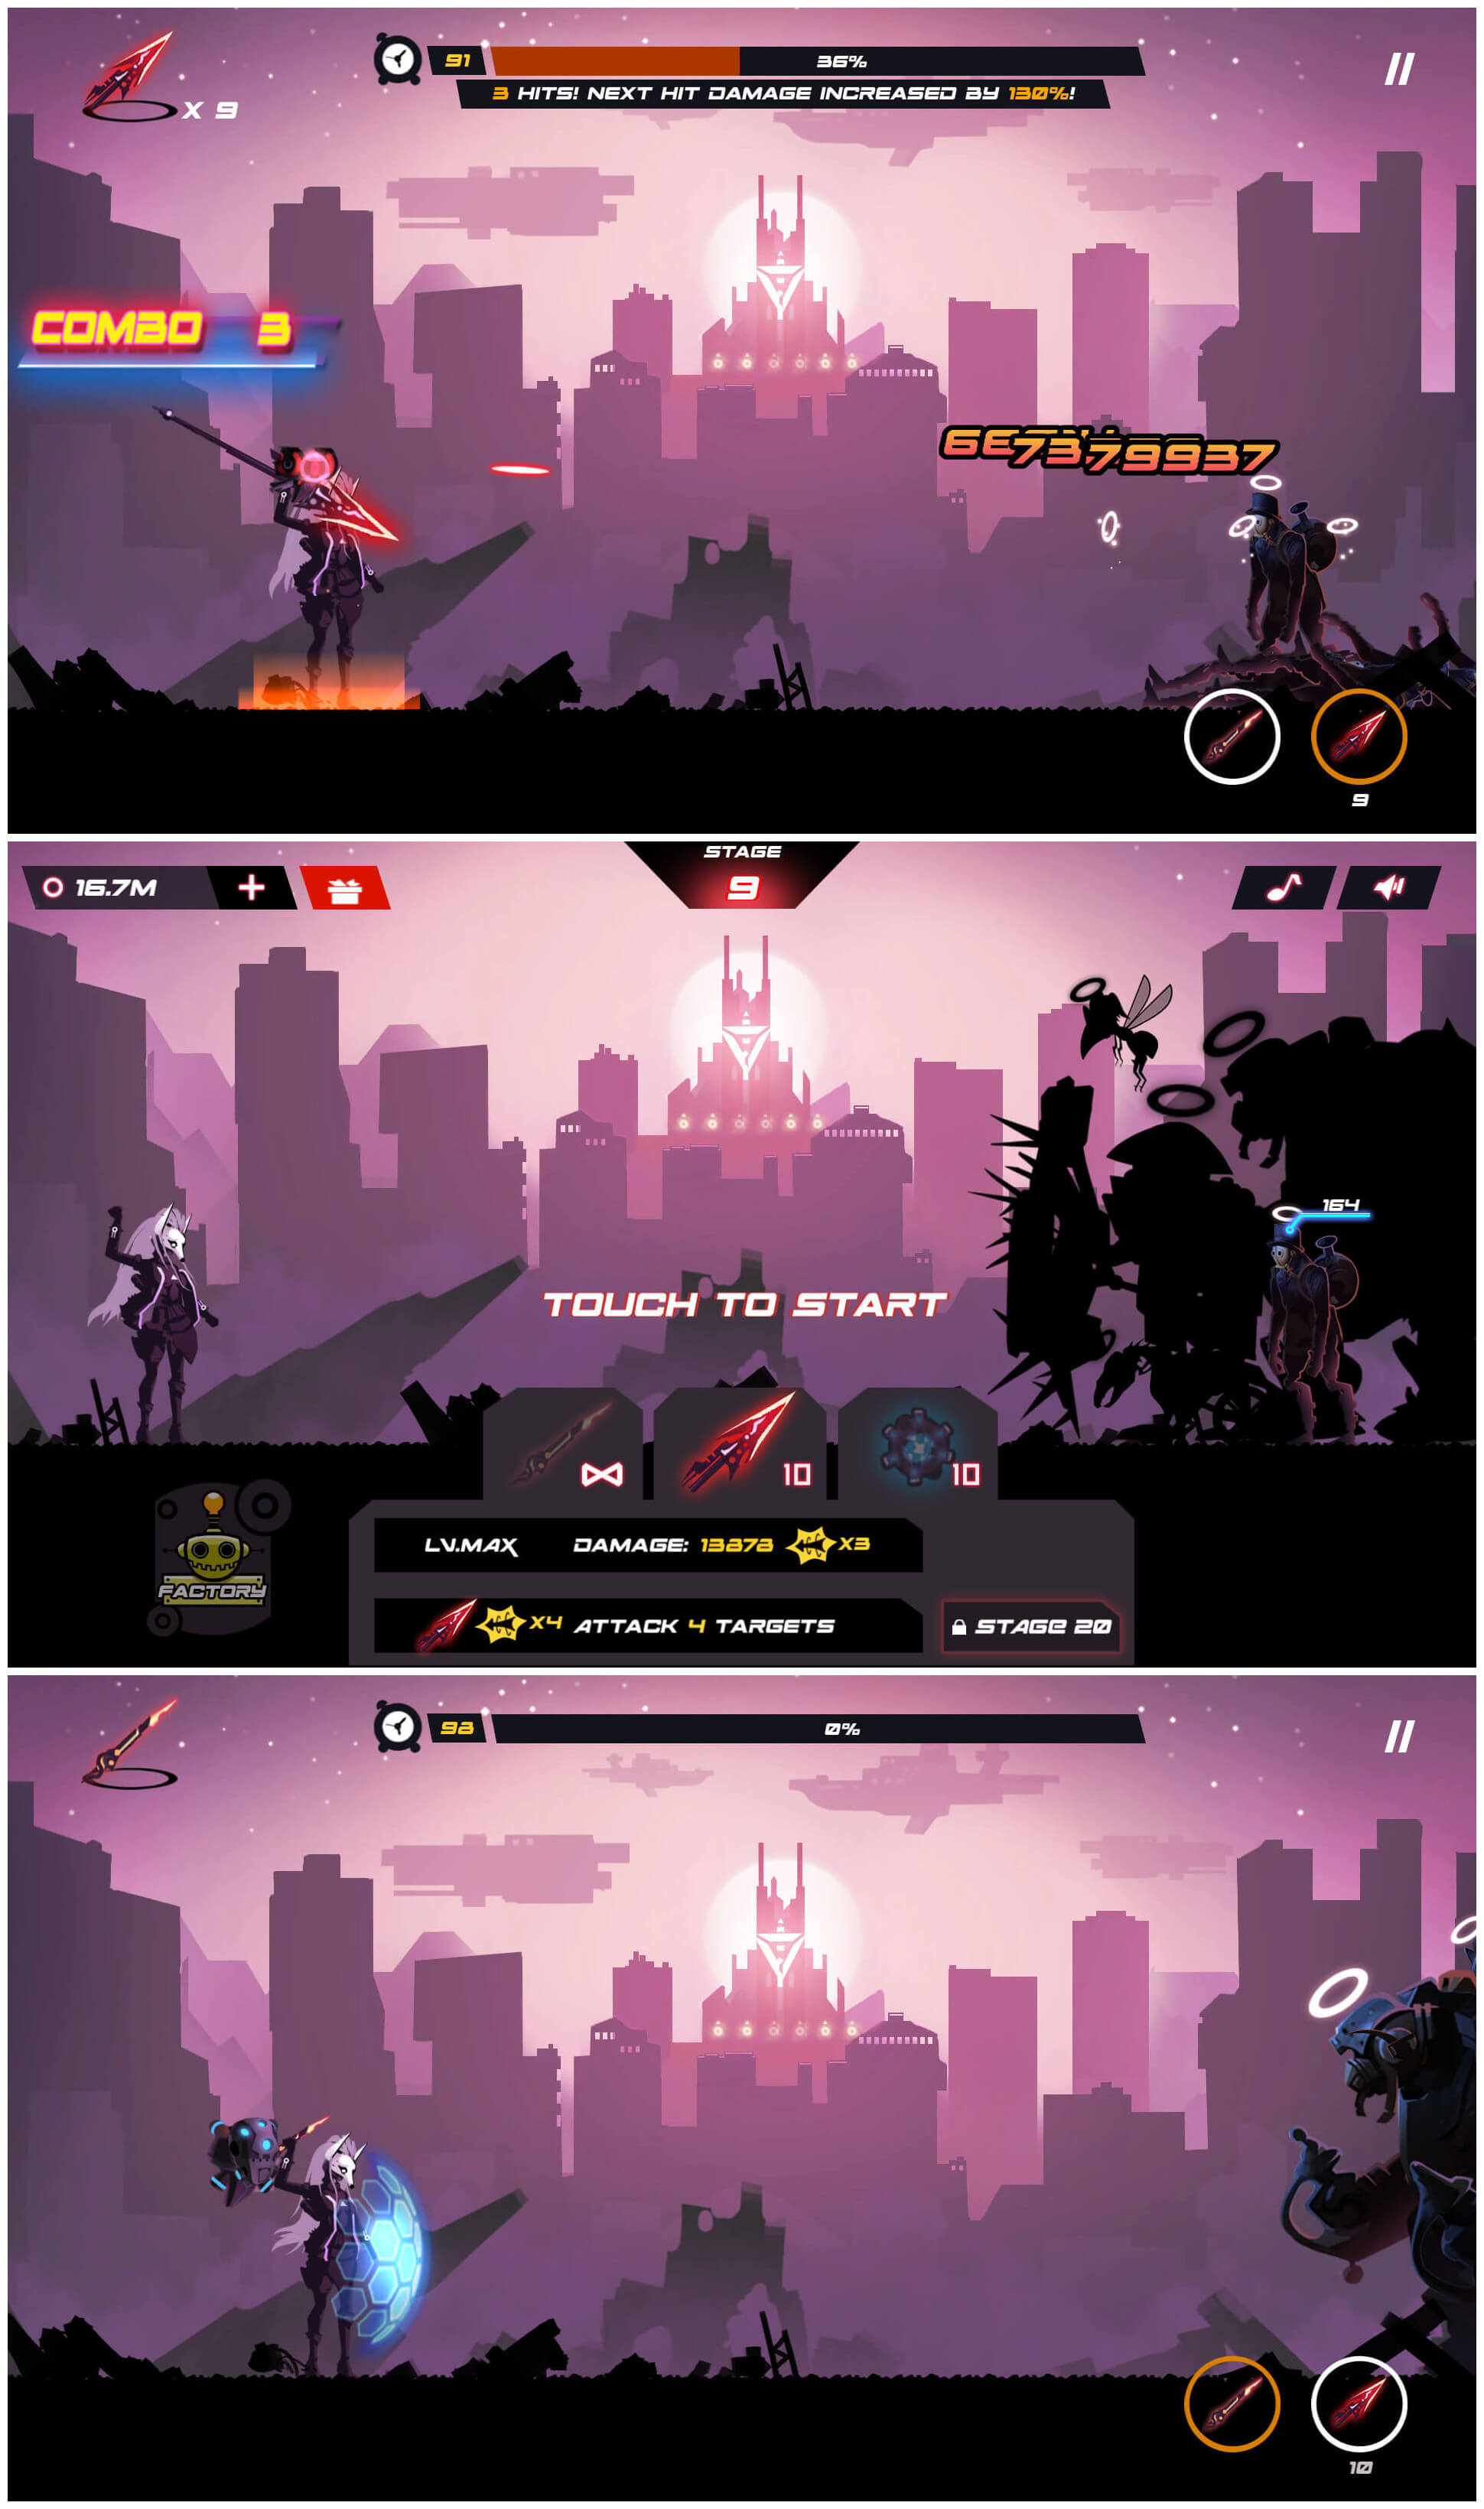 91
36%
3 HITS! NEXT HIT DAMAGE INCREASED BY 130%!
X 9
COMBO 3
79937
9
STAGE
9
16.7M
164
TOUCH TO START
10
10
LV.MAX DAMAGE: 13878 X3
FACTORY
X4 ATTACK 4 TARGETS
STAGE 20
98
0%
10